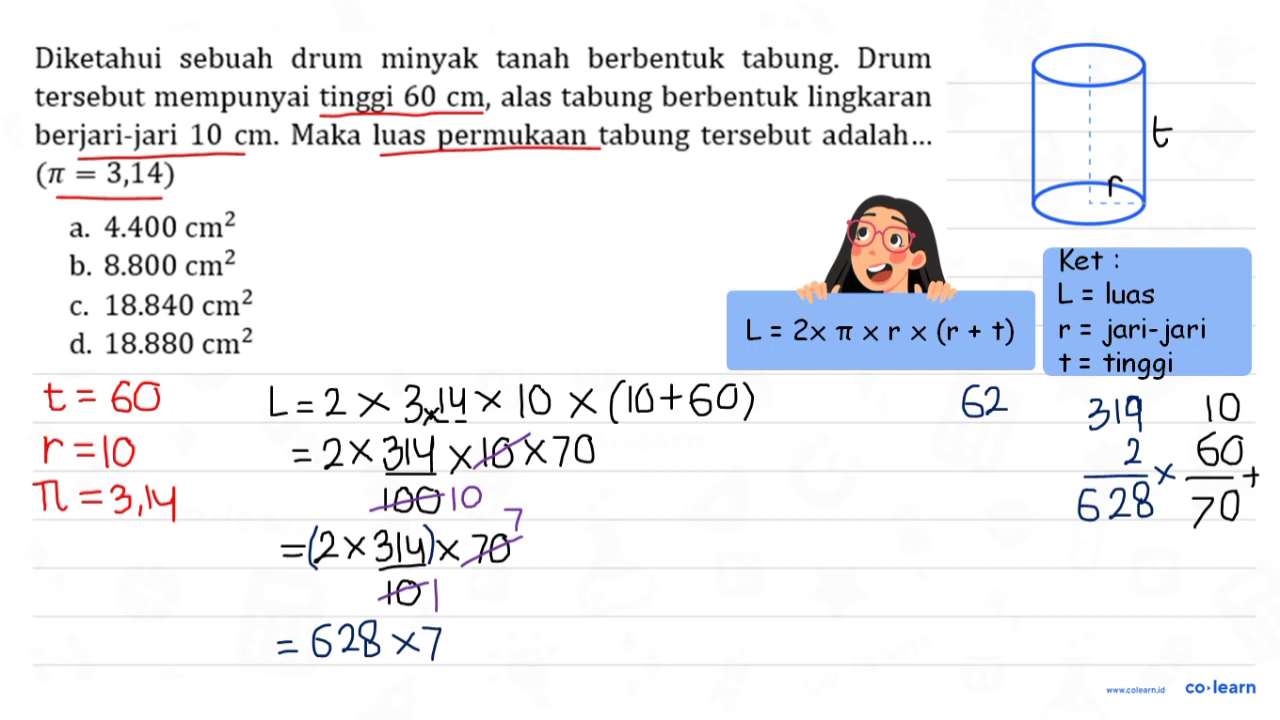 Diketahui sebuah drum minyak tanah berbentuk tabung. Drum
tersebut mempunyai tinggi 60 cm, alas tabung berbentuk lingkaran
berjari-jari 10 cm. Maka luas permukaan tabung tersebut adalah...
(π = 3,14)
a. 4.400 cm²
b. 8.800 cm²
c. 18.840 cm²
d. 18.880 cm²
t
r
L = 2x π x r x (r + t)
Ket :
L = luas
r = jari-jari
t = tinggi
t = 60
r = 10
π = 3,14
L = 2 × 3,14 × 10 × (10+60)
= 2 × 314 × 10 × 70
100 10
7
= (2 × 314) × 70
10 1
= 628 × 7
62
314
2
×
628
10
60
+
70
www.colearn.id
co·learn